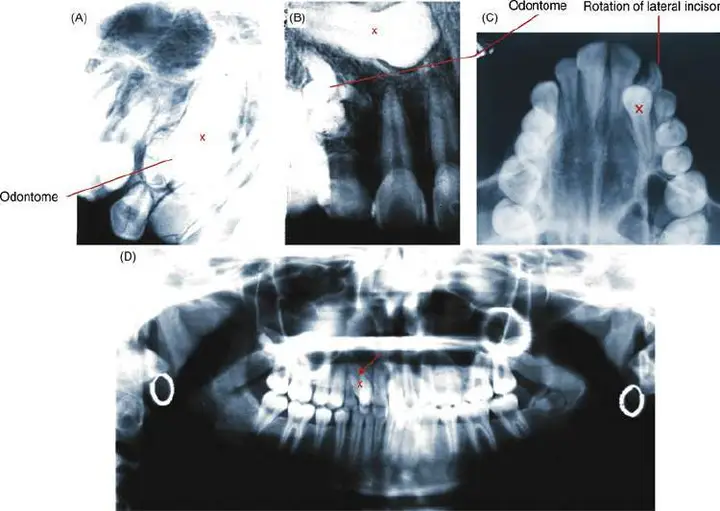 (A)
(B)
Odontome
(C)
Rotation of lateral incisor
x
x
x
Odontome
(D)
x